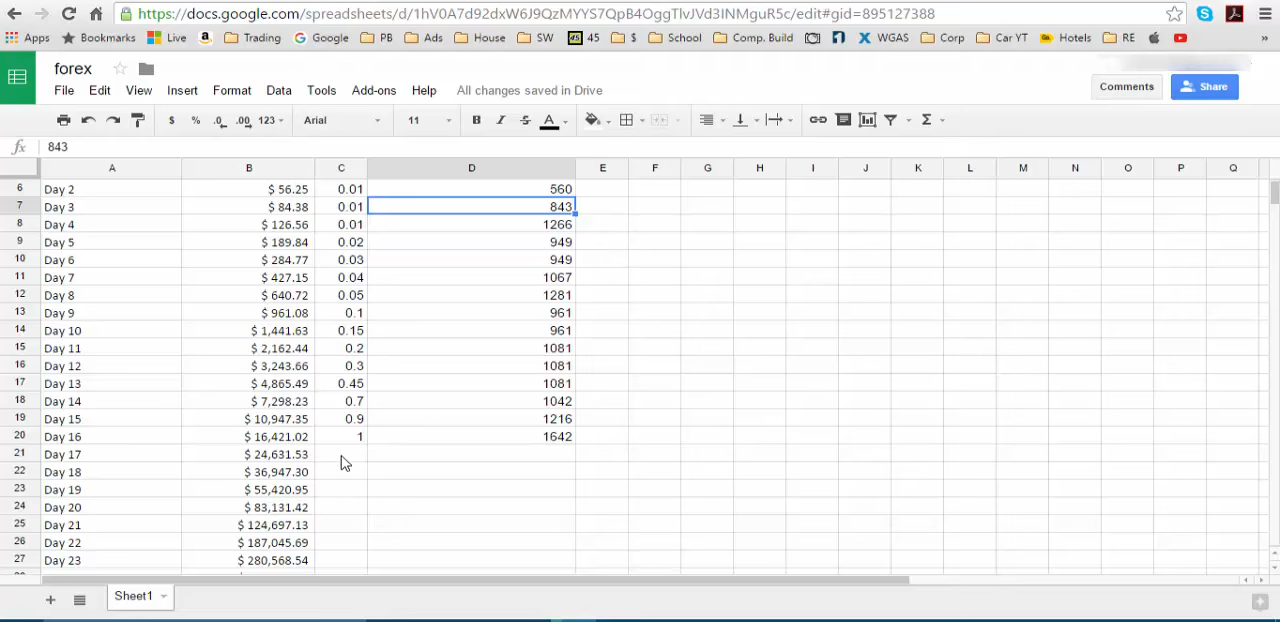 https://docs.google.com/spreadsheets/d/1hV0A7d92dxW6J9QzMYYS7QpB4OggTlvJVd3INMguR5c/edit#gid=895127388
Apps Bookmarks Live Trading Google PB Ads House SW 45 45 $ School Comp. Build WGAS Corp Car YT Hotels RE »
forex
File Edit View Insert Format Data Tools Add-ons Help All changes saved in Drive Comments Share
$ % .0 .00 123 Arial 11 B I S A Σ
fx 843
A B C D E F G H I J K L M N O P Q
6 Day 2 $ 56.25 0.01 560
7 Day 3 $ 84.38 0.01 843
8 Day 4 $ 126.56 0.01 1266
9 Day 5 $ 189.84 0.02 949
10 Day 6 $ 284.77 0.03 949
11 Day 7 $ 427.15 0.04 1067
12 Day 8 $ 640.72 0.05 1281
13 Day 9 $ 961.08 0.1 961
14 Day 10 $ 1,441.63 0.15 961
15 Day 11 $ 2,162.44 0.2 1081
16 Day 12 $ 3,243.66 0.3 1081
17 Day 13 $ 4,865.49 0.45 1081
18 Day 14 $ 7,298.23 0.7 1042
19 Day 15 $ 10,947.35 0.9 1216
20 Day 16 $ 16,421.02 1 1642
21 Day 17 $ 24,631.53
22 Day 18 $ 36,947.30
23 Day 19 $ 55,420.95
24 Day 20 $ 83,131.42
25 Day 21 $ 124,697.13
26 Day 22 $ 187,045.69
27 Day 23 $ 280,568.54
+ Sheet1